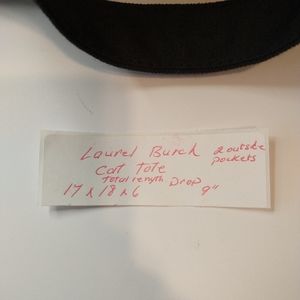 Laurel Burch 2 outside
Cat Tote pockets
total length Drop
17 x 18 x 6 9"